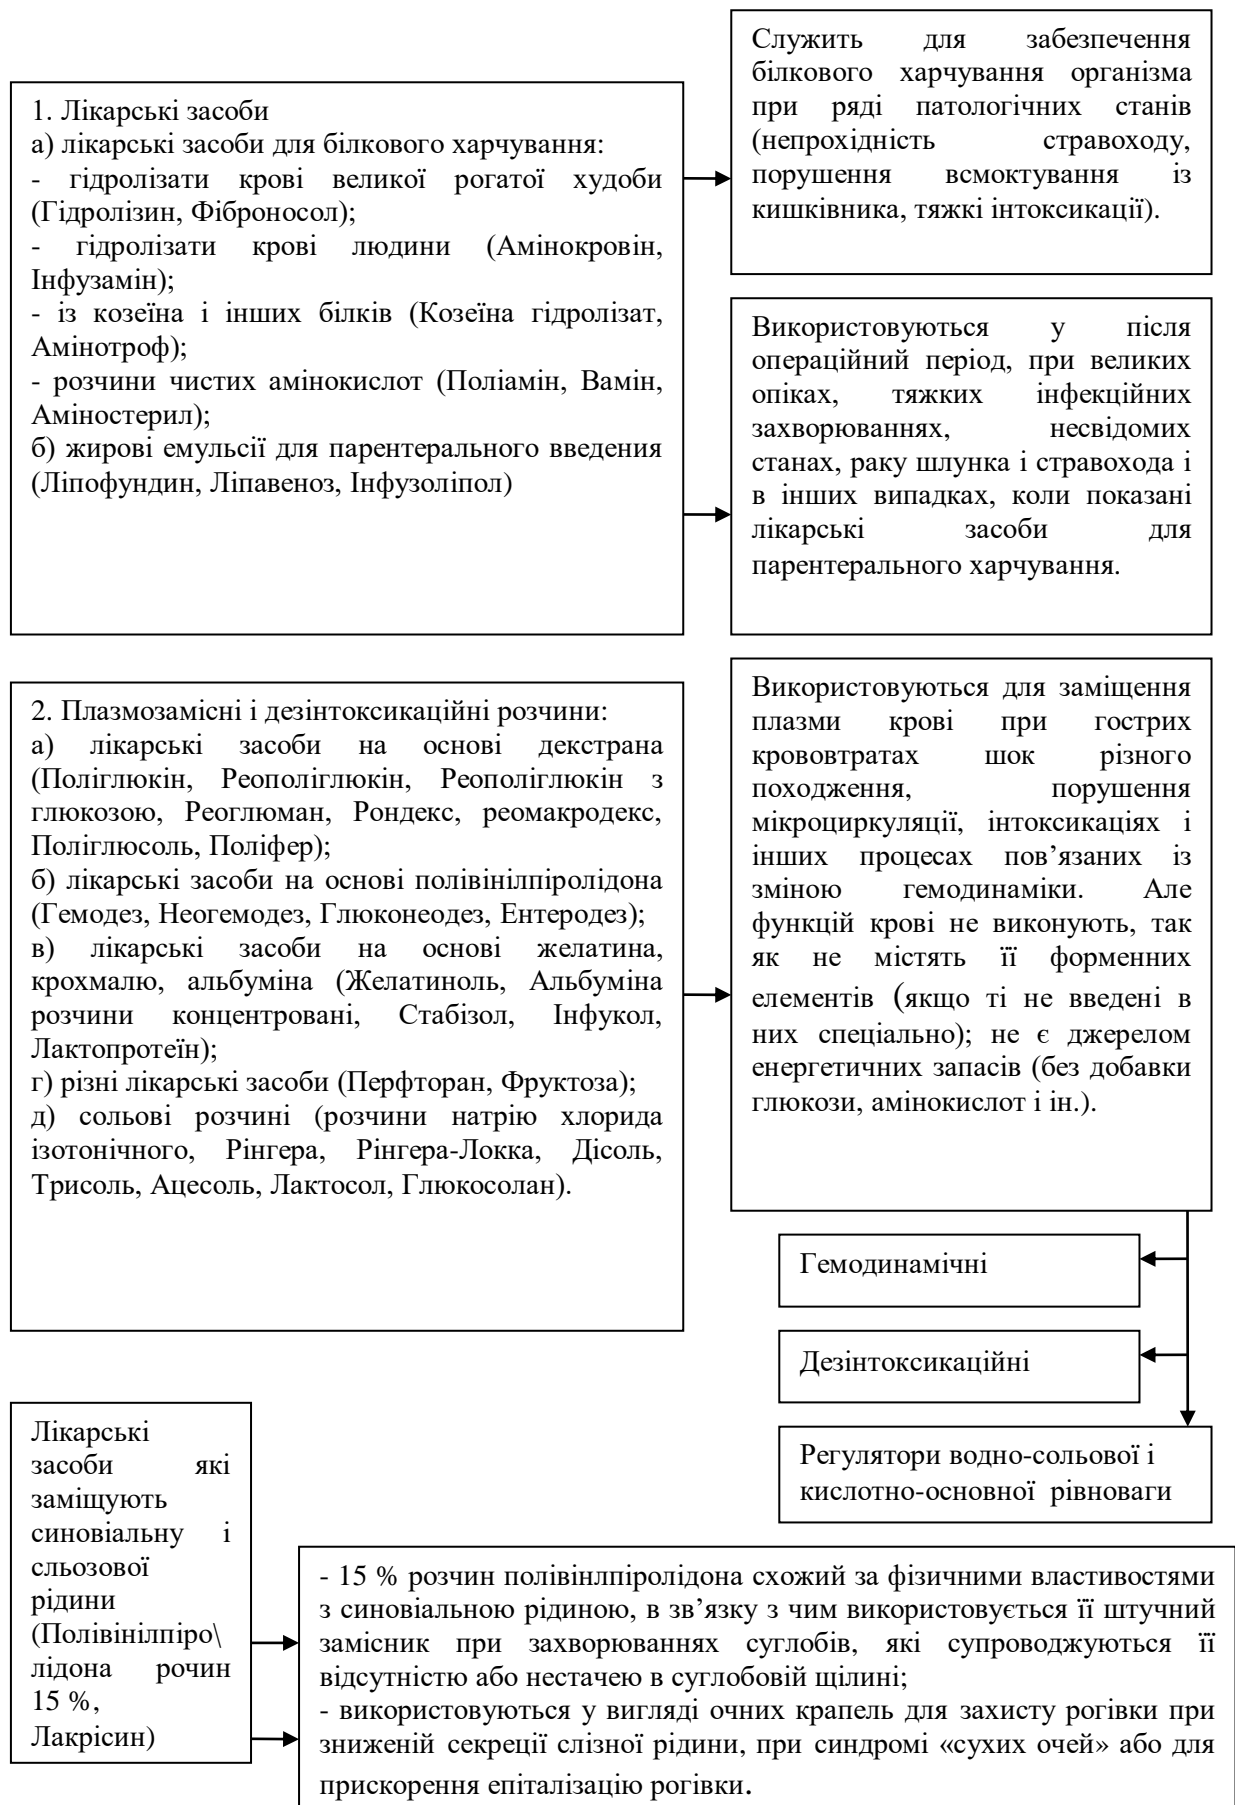 1. Лікарські засоби
а) лікарські засоби для білкового харчування:
- гідролізати крові великої рогатої худоби
(Гідролізин, Фіброносол);
- гідролізати крові людини (Амінокровін,
Інфузамін);
- із козеїна і інших білків (Козеїна гідролізат,
Амінотроф);
- розчини чистих амінокислот (Поліамін, Вамін,
Аміностерил);
б) жирові емульсії для парентерального введення
(Ліпофундин, Ліпавеноз, Інфузоліпол)
Служить для забезпечення
білкового харчування організма
при ряді патологічних станів
(непрохідність стравоходу,
порушення всмоктування із
кишківника, тяжкі інтоксикації).
Використовуються у після
операційний період, при великих
опіках, тяжких інфекційних
захворюваннях, несвідомих
станах, раку шлунка і стравохода і
в інших випадках, коли показані
лікарські засоби для
парентерального харчування.
2. Плазмозамісні і дезінтоксикаційні розчини:
а) лікарські засоби на основі декстрана
(Поліглюкін, Реополіглюкін, Реополіглюкін з
глюкозою, Реоглюман, Рондекс, реомакродекс,
Поліглюсоль, Поліфер);
б) лікарські засоби на основі полівінілпіролідона
(Гемодез, Неогемодез, Глюконеодез, Ентеродез);
в) лікарські засоби на основі желатина,
крохмалю, альбуміна (Желатиноль, Альбуміна
розчини концентровані, Стабізол, Інфукол,
Лактопротеїн);
г) різні лікарські засоби (Перфторан, Фруктоза);
д) сольові розчині (розчини натрію хлорида
ізотонічного, Рінгера, Рінгера-Локка, Дісоль,
Трисоль, Ацесоль, Лактосол, Глюкосолан).
Використовуються для заміщення
плазми крові при гострих
крововтратах шок різного
походження, порушення
мікроциркуляції, інтоксикаціях і
інших процесах пов’язаних із
зміною гемодинаміки. Але
функцій крові не виконують, так
як не містять її форменних
елементів (якщо ті не введені в
них спеціально); не є джерелом
енергетичних запасів (без добавки
глюкози, амінокислот і ін.).
Гемодинамічні
Дезінтоксикаційні
Регулятори водно-сольової і
кислотно-основної рівноваги
Лікарські
засоби які
заміщують
синовіальну і
сльозової
рідини
(Полівінілпіро\
лідона рочин
15 %,
Лакрісин)
- 15 % розчин полівінлпіролідона схожий за фізичними властивостями
з синовіальною рідиною, в зв’язку з чим використовується її штучний
замісник при захворюваннях суглобів, які супроводжуються її
відсутністю або нестачею в суглобовій щілині;
- використовуються у вигляді очних крапель для захисту рогівки при
зниженій секреції слізної рідини, при синдромі «сухих очей» або для
прискорення епіталізацію рогівки.